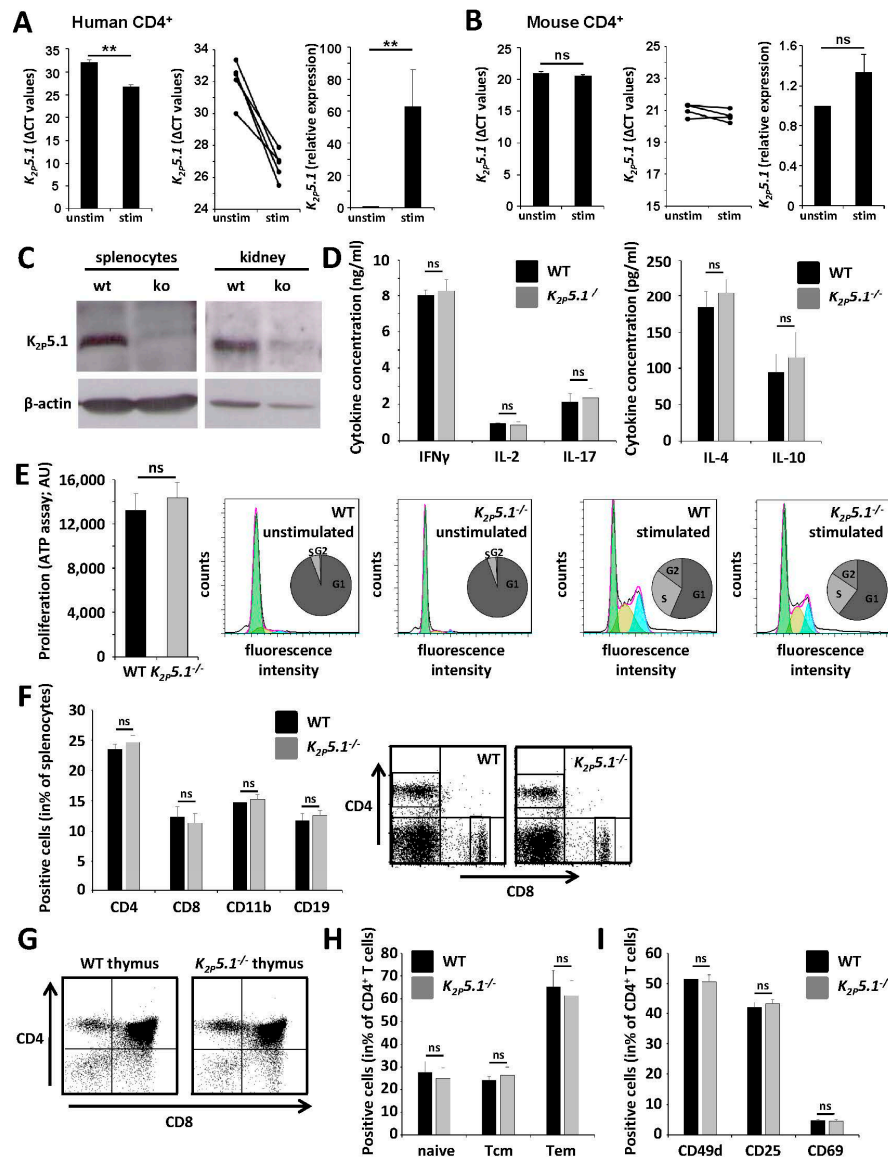 A Human CD4+
K2P5.1 (ΔCT values)
35
30
25
20
15
10
5
0
**
unstim stim
K2P5.1 (ΔCT values)
34
32
30
28
26
24
unstim stim
K2P5.1 (relative expression)
100
80
60
40
20
0
**
unstim stim
B Mouse CD4+
K2P5.1 (ΔCT values)
25
20
15
10
5
0
ns
unstim stim
K2P5.1 (ΔCT values)
25
23
21
19
17
15
unstim stim
K2P5.1 (relative expression)
1.6
1.2
0.8
0.4
0
ns
unstim stim
C
splenocytes kidney
wt ko wt ko
K2P5.1
β-actin
D
Cytokine concentration (ng/ml)
10
8
6
4
2
0
ns
ns
ns
IFNγ IL-2 IL-17
WT
K2P5.1-/
Cytokine concentration (pg/ml)
250
200
150
100
50
0
ns
ns
IL-4 IL-10
WT
K2P5.1-/-
E
Proliferation (ATP assay; AU)
16,000
12,000
8,000
4,000
0
ns
WT K2P5.1-/-
counts
WT
unstimulated
S G2
G1
fluorescence
intensity
counts
K2P5.1-/-
unstimulated
S G2
G1
fluorescence
intensity
counts
WT
stimulated
G2
S
G1
fluorescence
intensity
counts
K2P5.1-/-
stimulated
G2
S
G1
fluorescence
intensity
F
Positive cells (in% of splenocytes)
30
25
20
15
10
5
0
ns
ns
ns
ns
CD4 CD8 CD11b CD19
WT
K2P5.1-/-
CD4
WT
K2P5.1-/-
CD8
G
WT thymus K2P5.1-/- thymus
CD4
CD8
H
Positive cells (in% of CD4+ T cells)
80
70
60
50
40
30
20
10
0
WT
K2P5.1-/-
ns
ns
ns
naive Tcm Tem
I
Positive cells (in% of CD4+ T cells)
60
50
40
30
20
10
0
WT
K2P5.1-/-
ns
ns
ns
CD49d CD25 CD69